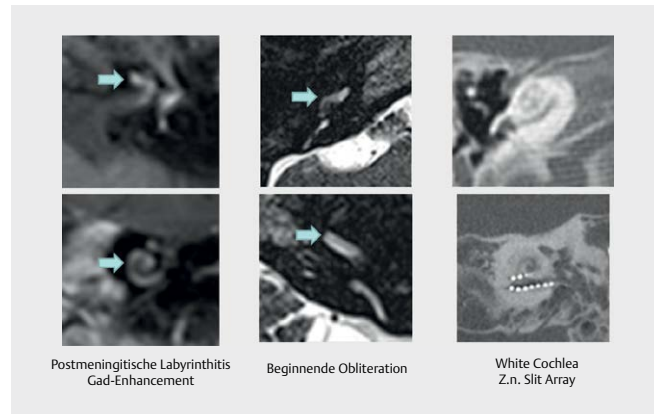 Postmeningitische Labyrinthitis
Gad-Enhancement
Beginnende Obliteration
White Cochlea
Z.n. Slit Array